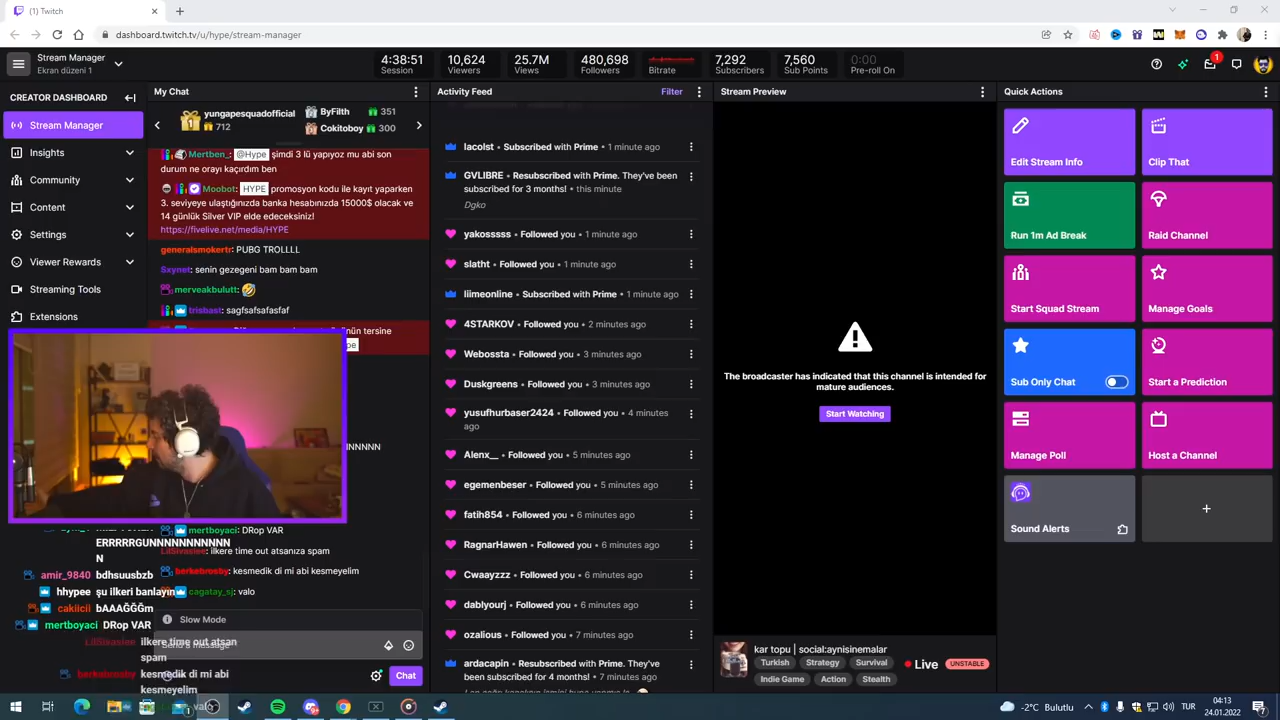 (1) Twitch
dashboard.twitch.tv/u/hype/stream-manager
Stream Manager
Ekran düzeni 1
4:38:51
Session
10,624
Viewers
25.7M
Views
480,698
Followers
Bitrate
7,292
Subscribers
7,560
Sub Points
0:00
Pre-roll On
1
CREATOR DASHBOARD
Stream Manager
Insights
Community
Content
Settings
Viewer Rewards
Streaming Tools
Extensions
My Chat
yungapesquadofficial
712
ByFilth 351
Cokitoboy 300
Mertben_: @Hype şimdi 3 lü yapıyoz mu abi son
durum ne orayı kaçırdım ben
Moobot: HYPE promosyon kodu ile kayıt yaparken
3. seviyeye ulaştığınızda banka hesabınızda 15000$ olacak ve
14 günlük Silver VIP elde edeceksiniz!
https://fivelive.net/media/HYPE
generalsmokertr: PUBG TROLLLL
Sxynet: senin gezegeni bam bam bam
merveakbulutt: 🤣
trisbast: sagfsafsafasfaf
ünün tersine
pe
INNNNN
mertboyaci: DRop VAR
LilSivasiee: ilkere time out atsanıza spam
berkebrosby: kesmedik di mi abi kesmeyelim
cagatay_sj: valo
Slow Mode
Send a message
Chat
ERRRRRGUNNNNNNNNNNN
N
amir_9840 bdhsuusbzb
hhypee şu ilkeri banlayın
cakiicii bAAAĞĞĞm
mertboyaci DRop VAR
LilSivasiee ilkere time out atsan
spam
berkebrosby kesmedik di mi abi
kesmeyelim
Activity Feed
Filter
lacolst • Subscribed with Prime • 1 minute ago
GVLIBRE • Resubscribed with Prime. They've been
subscribed for 3 months! • this minute
Dgko
yakosssss • Followed you • 1 minute ago
slatht • Followed you • 1 minute ago
liimeonline • Subscribed with Prime • 1 minute ago
4STARKOV • Followed you • 2 minutes ago
Webossta • Followed you • 3 minutes ago
Duskgreens • Followed you • 3 minutes ago
yusufhurbaser2424 • Followed you • 4 minutes
ago
Alenx__ • Followed you • 5 minutes ago
egemenbeser • Followed you • 5 minutes ago
fatih854 • Followed you • 6 minutes ago
RagnarHawen • Followed you • 6 minutes ago
Cwaayzzz • Followed you • 6 minutes ago
dablyourj • Followed you • 6 minutes ago
ozalious • Followed you • 7 minutes ago
ardacapin • Resubscribed with Prime. They've
been subscribed for 4 months! • 7 minutes ago
Stream Preview
The broadcaster has indicated that this channel is intended for
mature audiences.
Start Watching
kar topu | social:aynisinemalar
Turkish Strategy Survival
Indie Game Action Stealth
Live
UNSTABLE
Quick Actions
Edit Stream Info
Clip That
Run 1m Ad Break
Raid Channel
Start Squad Stream
Manage Goals
Sub Only Chat
Start a Prediction
Manage Poll
Host a Channel
Sound Alerts
+
-2°C Bulutlu
TUR
04:13
24.01.2022